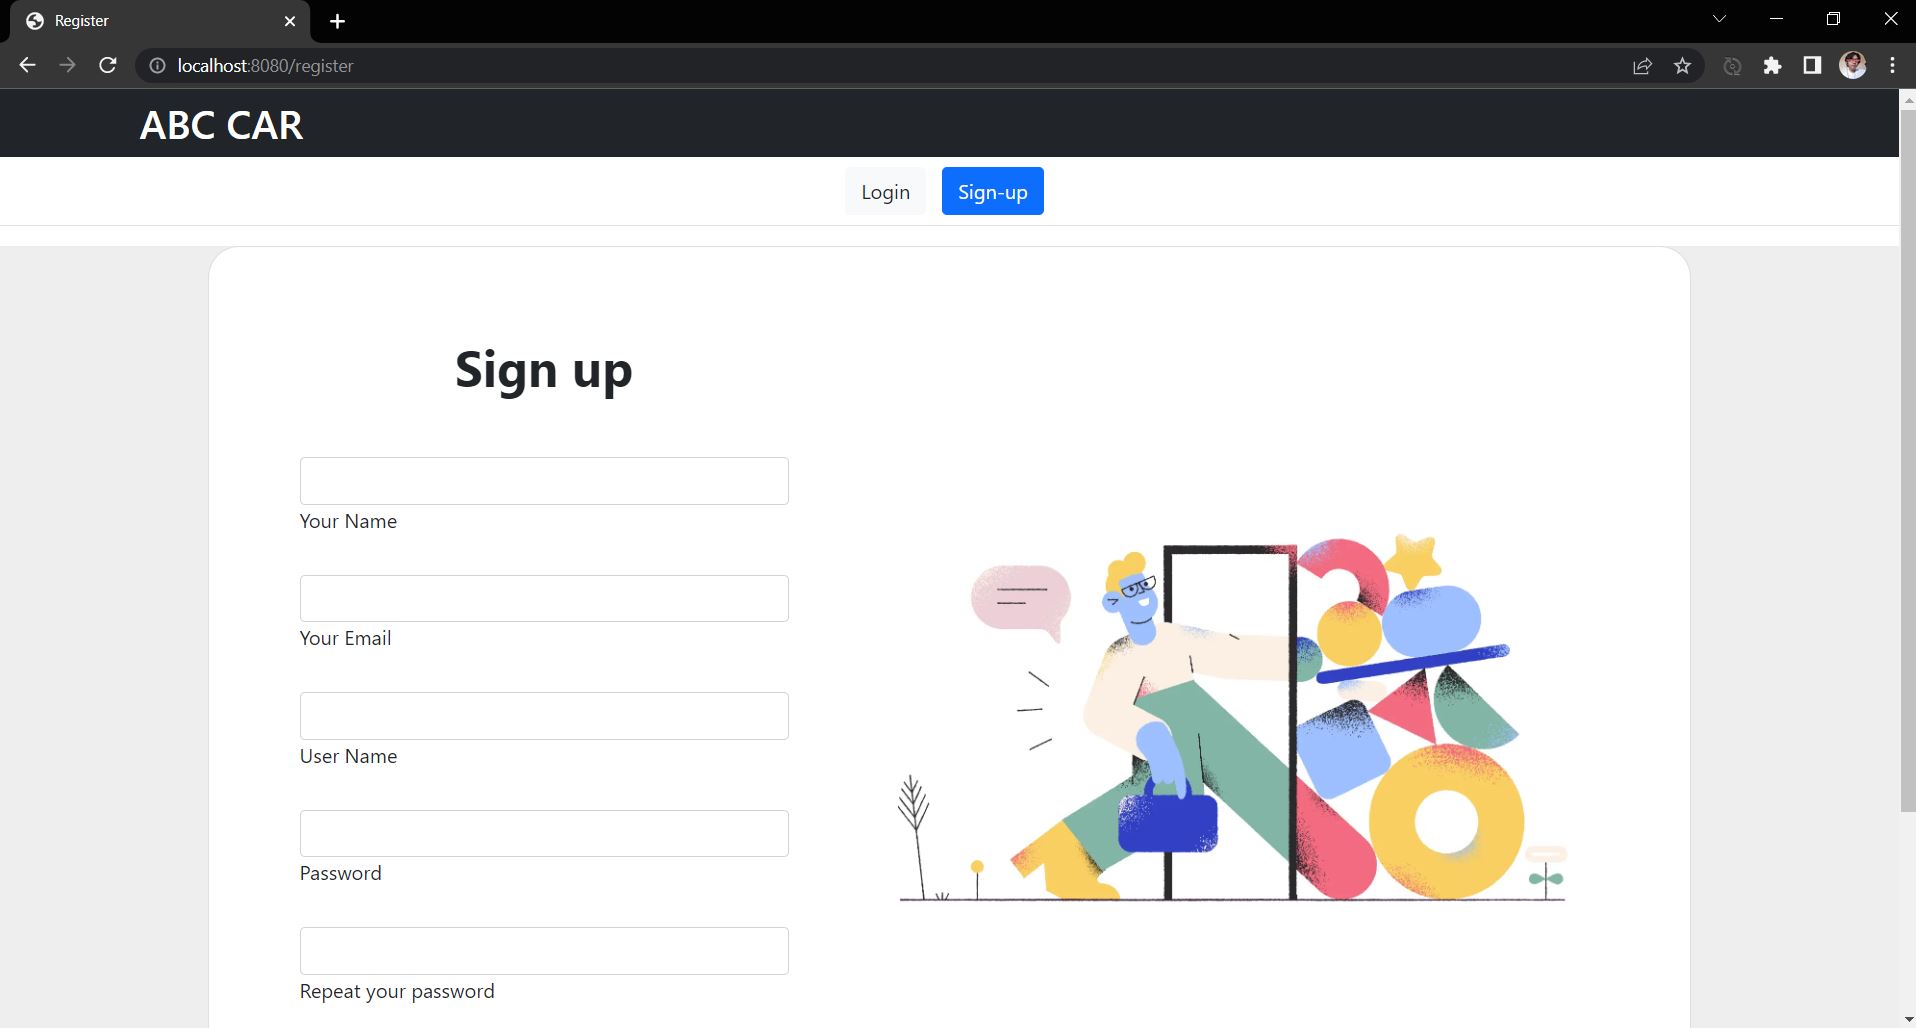 Register
localhost:8080/register
ABC CAR
Login
Sign-up
Sign up
Your Name
Your Email
User Name
Password
Repeat your password